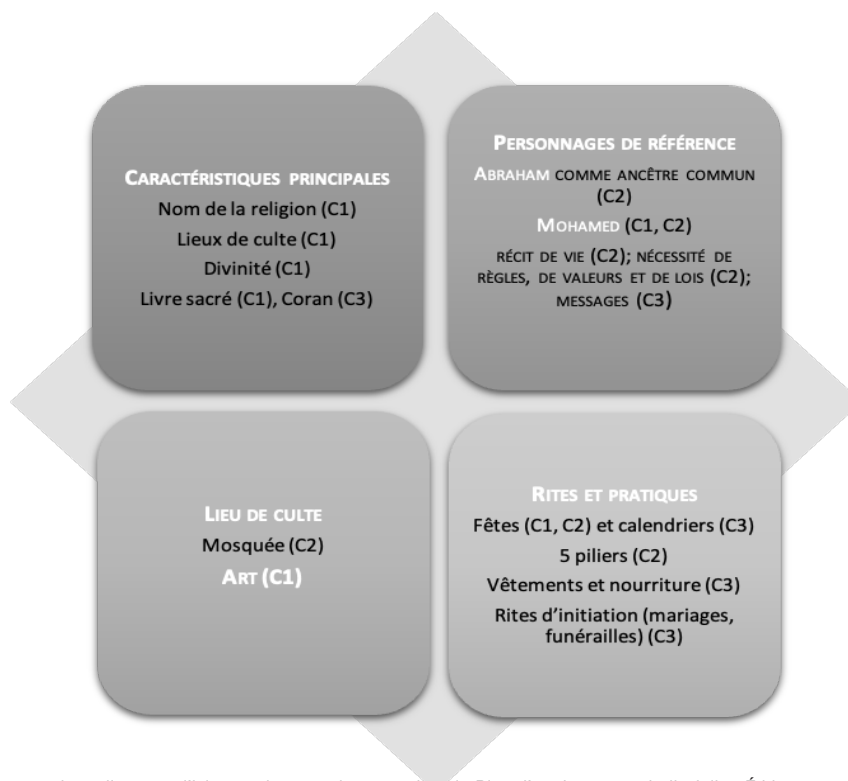 CARACTÉRISTIQUES PRINCIPALES
Nom de la religion (C1)
Lieux de culte (C1)
Divinité (C1)
Livre sacré (C1), Coran (C3)
PERSONNAGES DE RÉFÉRENCE
ABRAHAM COMME ANCÊTRE COMMUN
(C2)
MOHAMED (C1, C2)
RÉCIT DE VIE (C2); NÉCESSITÉ DE
RÈGLES, DE VALEURS ET DE LOIS (C2);
MESSAGES (C3)
LIEU DE CULTE
Mosquée (C2)
ART (C1)
RITES ET PRATIQUES
Fêtes (C1, C2) et calendriers (C3)
5 piliers (C2)
Vêtements et nourriture (C3)
Rites d'initiation (mariages,
funérailles) (C3)